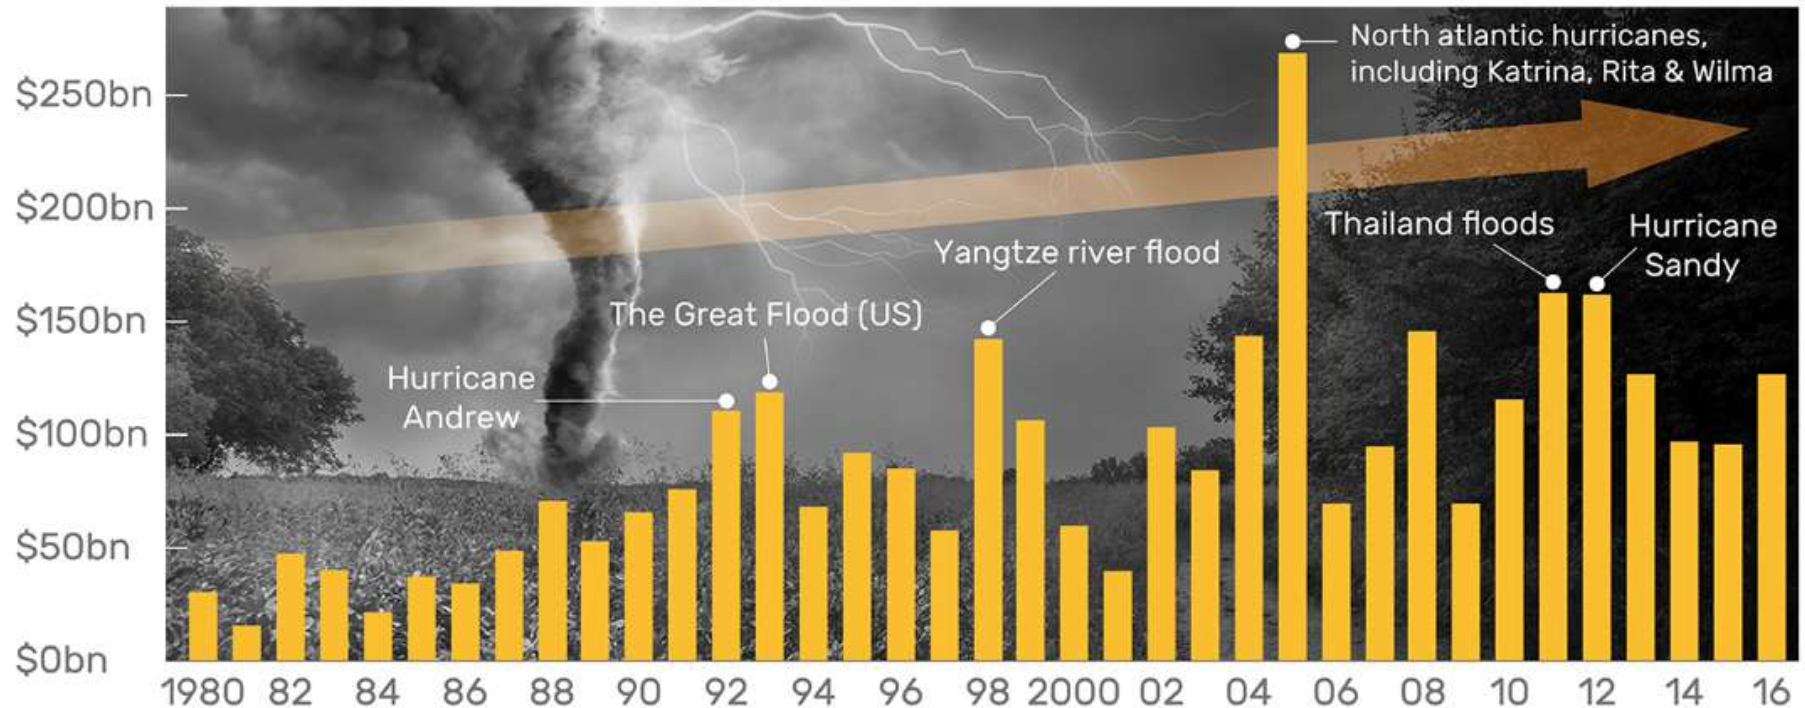 North atlantic hurricanes,
including Katrina, Rita & Wilma
$250bn
$200bn
Thailand floods
Hurricane
Sandy
Yangtze river flood
The Great Flood (US)
$150bn
Hurricane
Andrew
$100bn
$50bn
$0bn
1980 82 84 86 88 90 92 94 96 98 2000 02 04 06 08 10 12 14 16